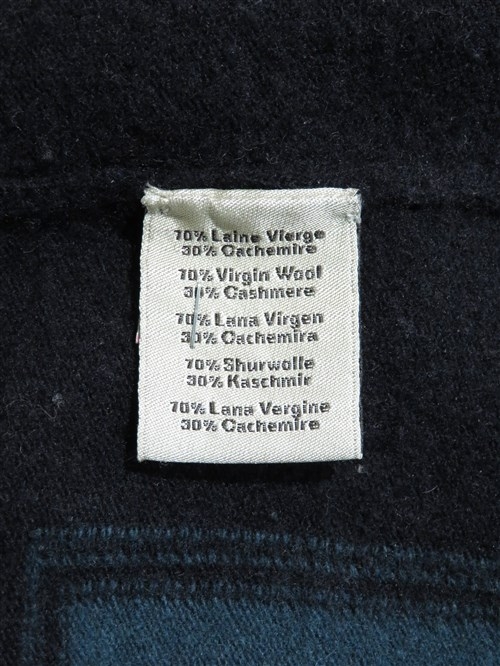 70% Laine Vierge
30% Cachemire
70% Virgin Wool
30% Cashmere
70% Lana Virgen
30% Cachemira
70% Shurwolle
30% Kaschmir
70% Lana Vergine
30% Cachemire